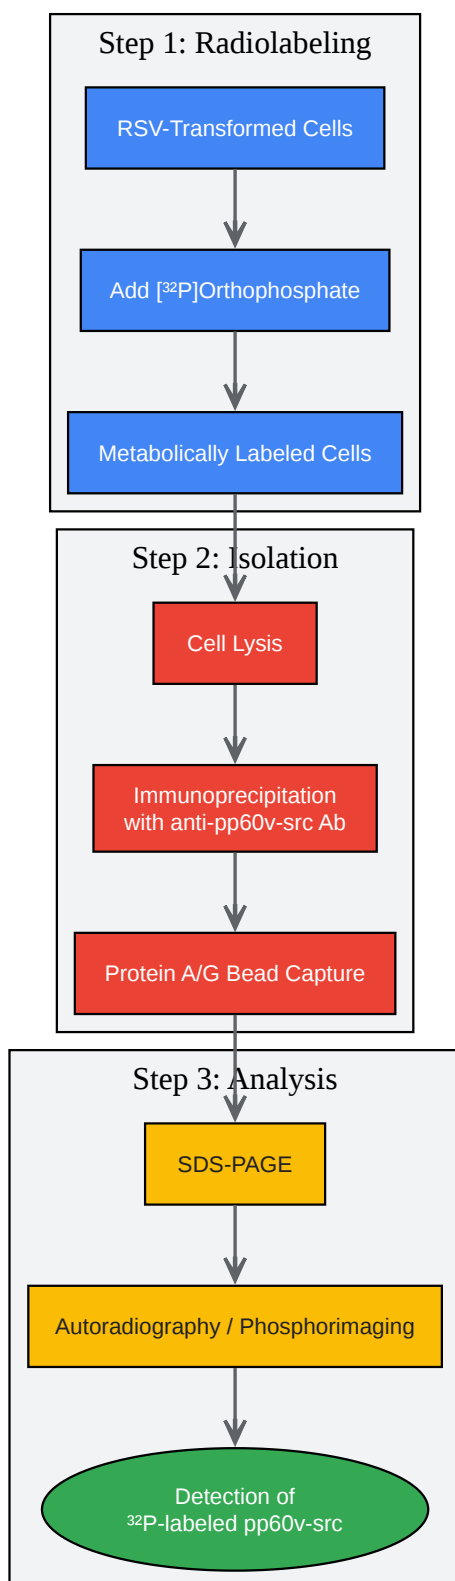 Step 1: Radiolabeling
RSV-Transformed Cells
Add [³²P]Orthophosphate
Metabolically Labeled Cells
Step 2: Isolation
Cell Lysis
Immunoprecipitation
with anti-pp60v-src Ab
Protein A/G Bead Capture
Step 3: Analysis
SDS-PAGE
Autoradiography / Phosphorimaging
Detection of
³²P-labeled pp60v-src